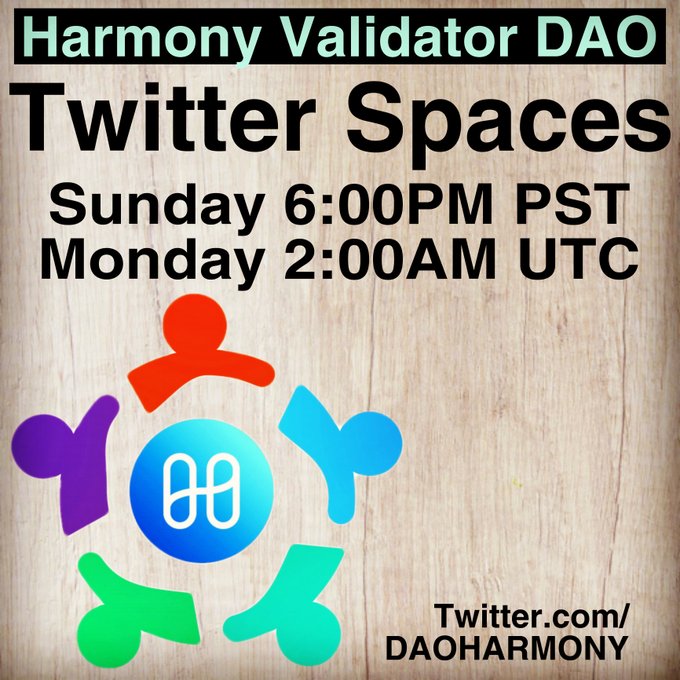 Harmony Validator DAO
Twitter Spaces
Sunday 6:00PM PST
Monday 2:00AM UTC
Twitter.com/
DAOHARMONY